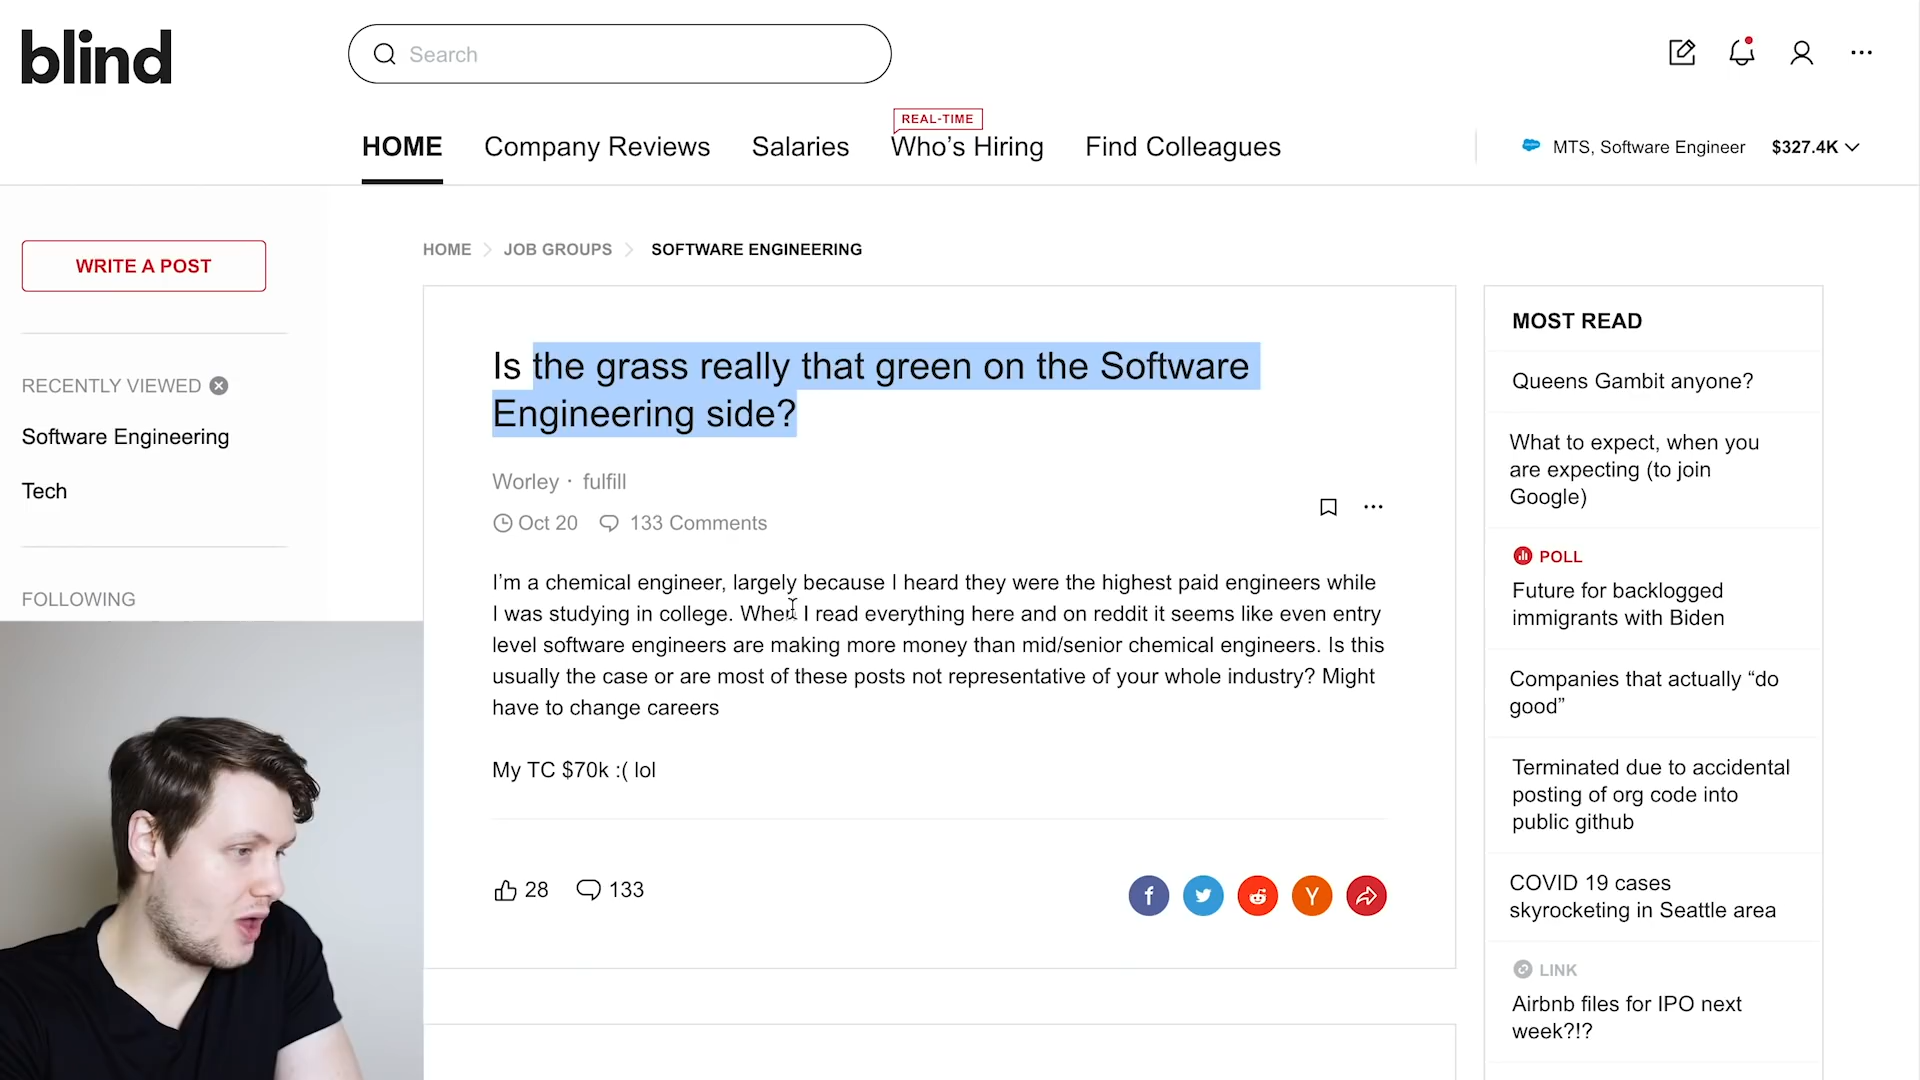 blind
Search
HOME
Company Reviews
Salaries
REAL-TIME
Who's Hiring
Find Colleagues
MTS, Software Engineer
$327.4K
WRITE A POST
RECENTLY VIEWED
Software Engineering
Tech
FOLLOWING
HOME
JOB GROUPS
SOFTWARE ENGINEERING
Is the grass really that green on the Software
Engineering side?
Worley · fulfill
Oct 20
133 Comments
I'm a chemical engineer, largely because I heard they were the highest paid engineers while
I was studying in college. When I read everything here and on reddit it seems like even entry
level software engineers are making more money than mid/senior chemical engineers. Is this
usually the case or are most of these posts not representative of your whole industry? Might
have to change careers
My TC $70k :( lol
28
133
f
Y
MOST READ
Queens Gambit anyone?
What to expect, when you
are expecting (to join
Google)
POLL
Future for backlogged
immigrants with Biden
Companies that actually “do
good”
Terminated due to accidental
posting of org code into
public github
COVID 19 cases
skyrocketing in Seattle area
LINK
Airbnb files for IPO next
week?!?